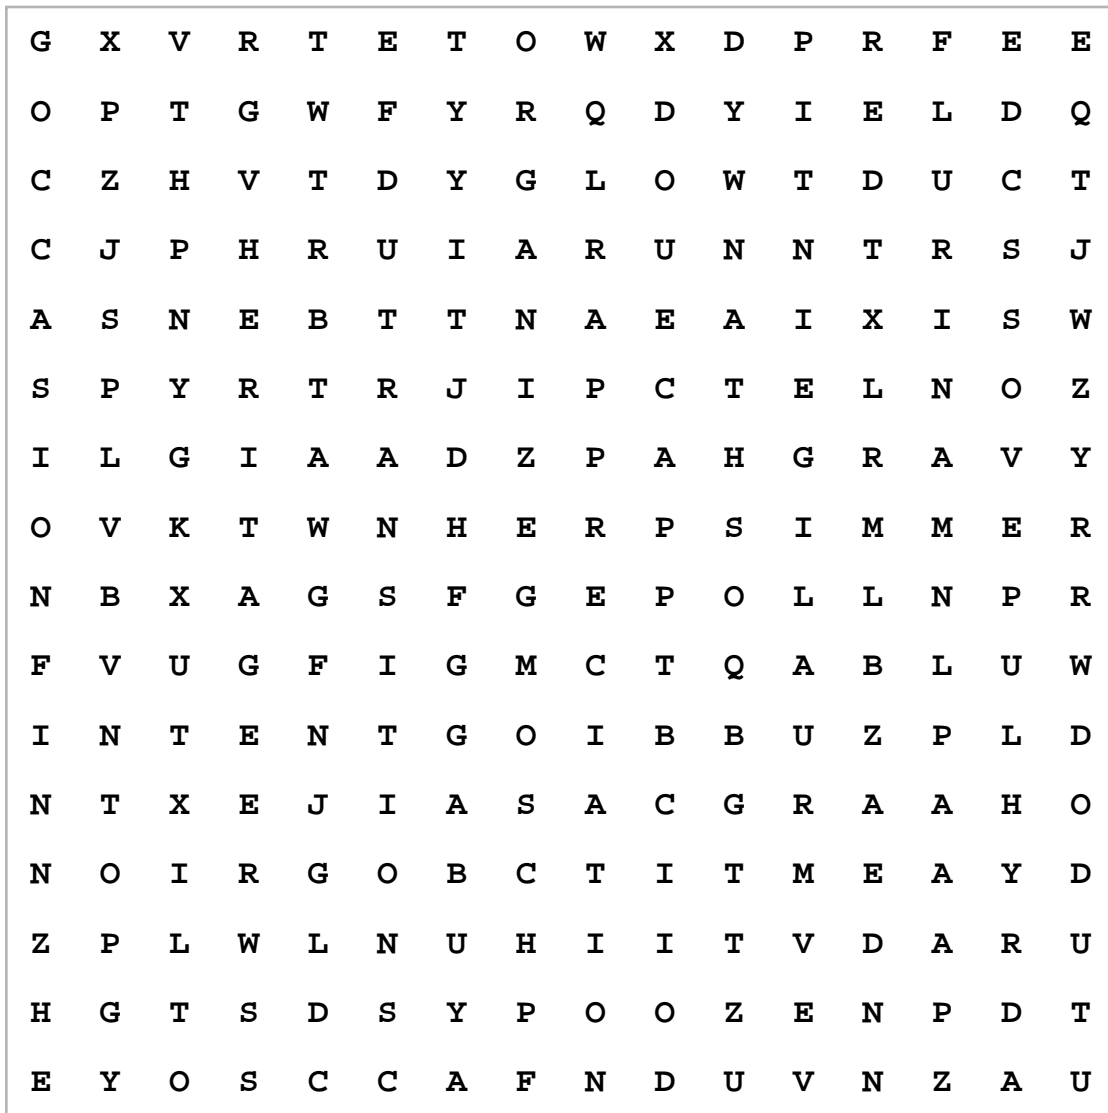 G X V R T E T O W X D P R F E E
O P T G W F Y R Q D Y I E L D Q
C Z H V T D Y G L O W T D U C T
C J P H R U I A R U N N T R S J
A S N E B T T N A E A I X I S W
S P Y R T R J I P C T E L N O Z
I L G I A A D Z P A H G R A V Y
O V K T W N H E R P S I M M E R
N B X A G S F G E P O L L N P R
F V U G F I G M C T Q A B L U W
I N T E N T G O I B B U Z P L D
N T X E J I A S A C G R A A H O
N O I R G O B C T I T M E A Y D
Z P L W L N U H I I T V D A R U
H G T S D S Y P O O Z E N P D T
E Y O S C C A F N D U V N Z A U